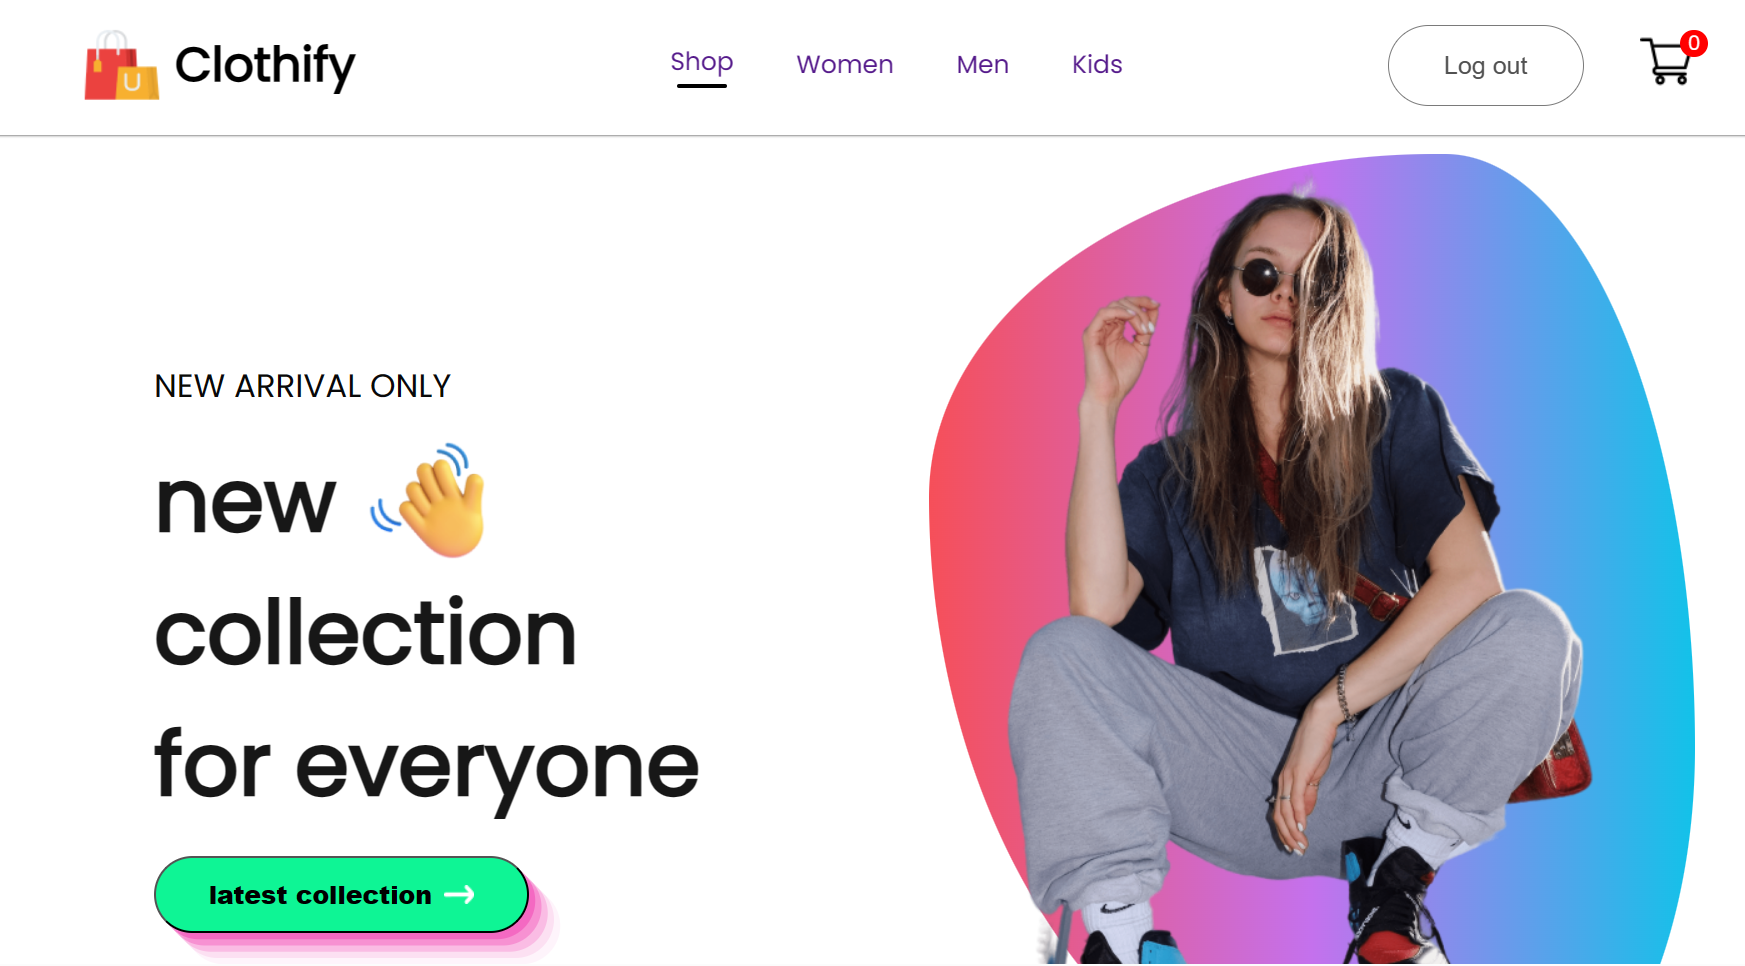 Clothify
Shop
Women
Men
Kids
Log out
0
NEW ARRIVAL ONLY
new
collection
for everyone
latest collection